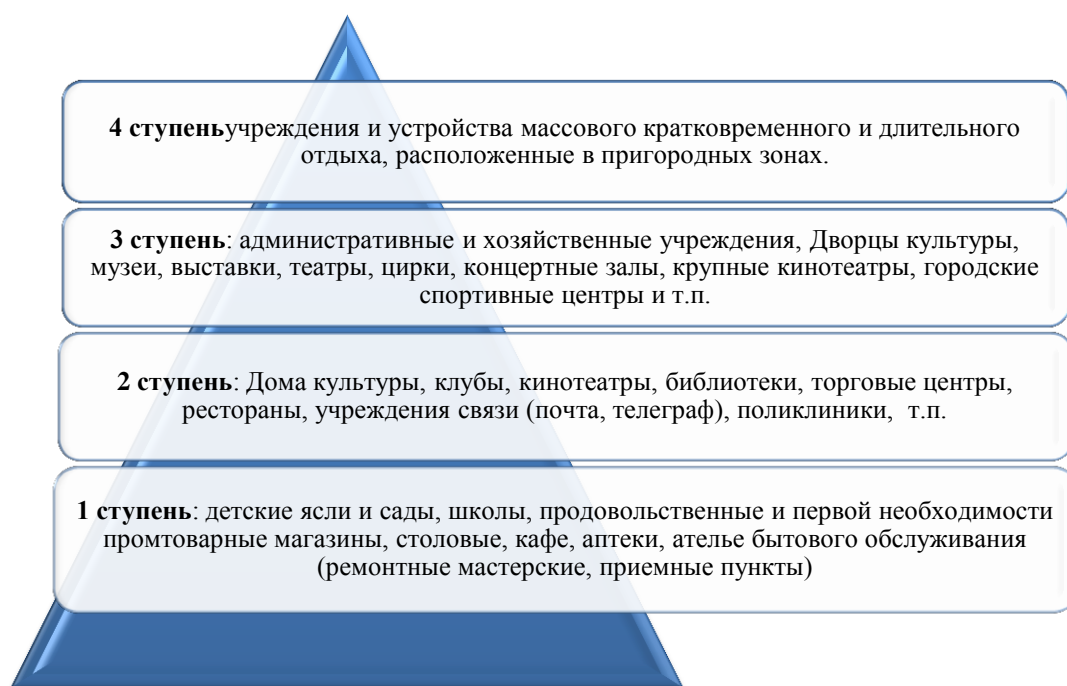 4 ступеньучреждения и устройства массового кратковременного и длительного
отдыха, расположенные в пригородных зонах.
3 ступень: административные и хозяйственные учреждения, Дворцы культуры,
музеи, выставки, театры, цирки, концертные залы, крупные кинотеатры, городские
спортивные центры и т.п.
2 ступень: Дома культуры, клубы, кинотеатры, библиотеки, торговые центры,
рестораны, учреждения связи (почта, телеграф), поликлиники, т.п.
1 ступень: детские ясли и сады, школы, продовольственные и первой необходимости
промтоварные магазины, столовые, кафе, аптеки, ателье бытового обслуживания
(ремонтные мастерские, приемные пункты)